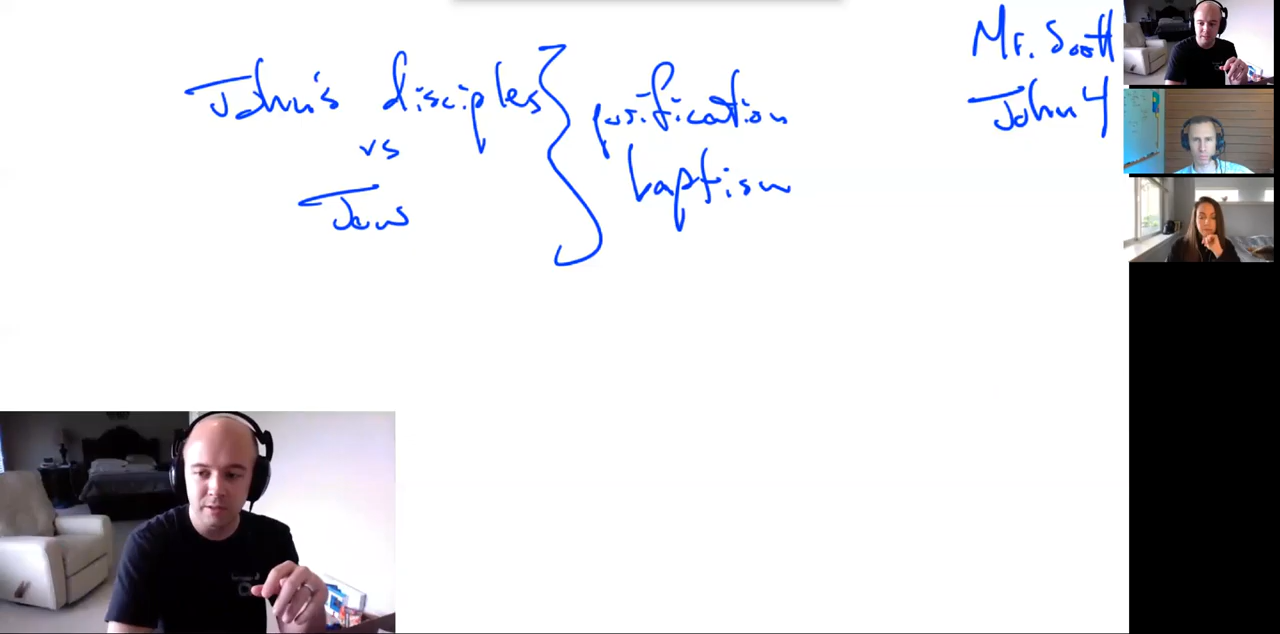 John's disciples
vs
Jews
purification
baptism
Mr. Scott
John 4